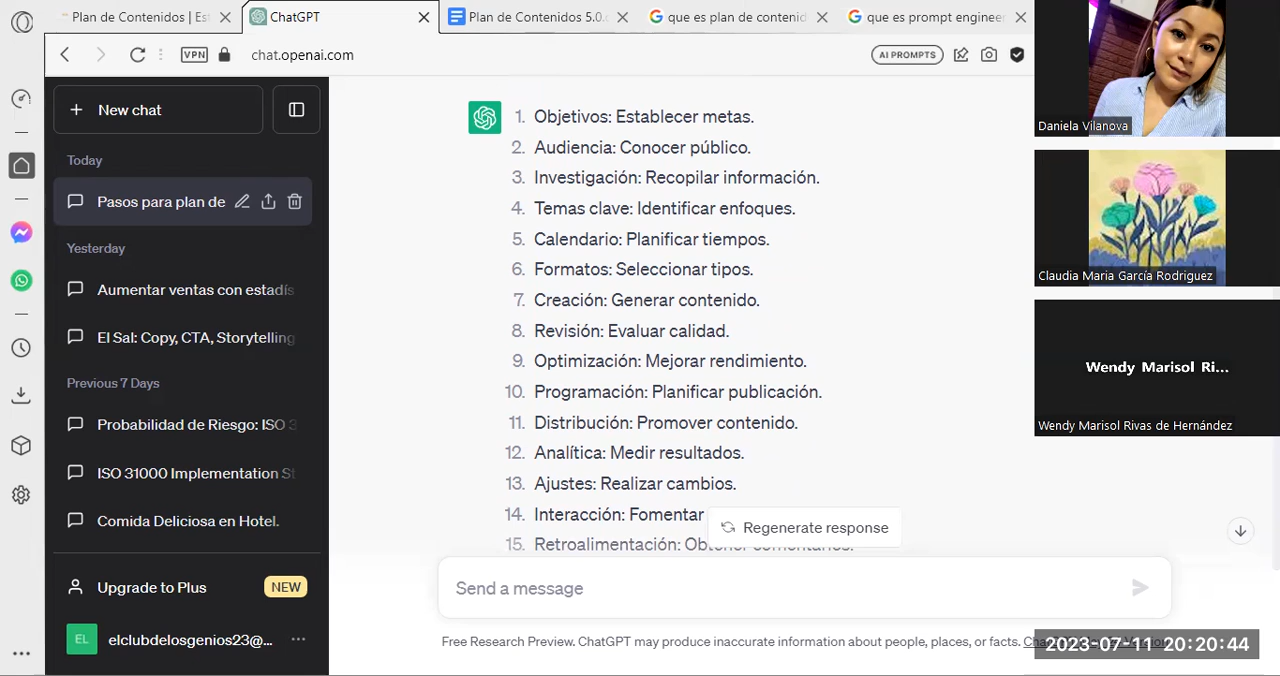 Plan de Contenidos | Es
ChatGPT
Plan de Contenidos 5.0.
que es plan de contenid
que es prompt enginee
VPN
chat.openai.com
AI PROMPTS
New chat
Today
Pasos para plan de
Yesterday
Aumentar ventas con estadís
El Sal: Copy, CTA, Storytelling
Previous 7 Days
Probabilidad de Riesgo: ISO 3
ISO 31000 Implementation St
Comida Deliciosa en Hotel.
Upgrade to Plus NEW
EL elclubdelosgenios23@...
1. Objetivos: Establecer metas.
2. Audiencia: Conocer público.
3. Investigación: Recopilar información.
4. Temas clave: Identificar enfoques.
5. Calendario: Planificar tiempos.
6. Formatos: Seleccionar tipos.
7. Creación: Generar contenido.
8. Revisión: Evaluar calidad.
9. Optimización: Mejorar rendimiento.
10. Programación: Planificar publicación.
11. Distribución: Promover contenido.
12. Analítica: Medir resultados.
13. Ajustes: Realizar cambios.
14. Interacción: Fomentar
Regenerate response
15. Retroalimentación: Obtener comentarios.
Send a message
Free Research Preview. ChatGPT may produce inaccurate information about people, places, or facts.
2023-07-11 20:20:44
Daniela Vilanova
Claudia Maria García Rodriguez
Wendy Marisol Ri...
Wendy Marisol Rivas de Hernández